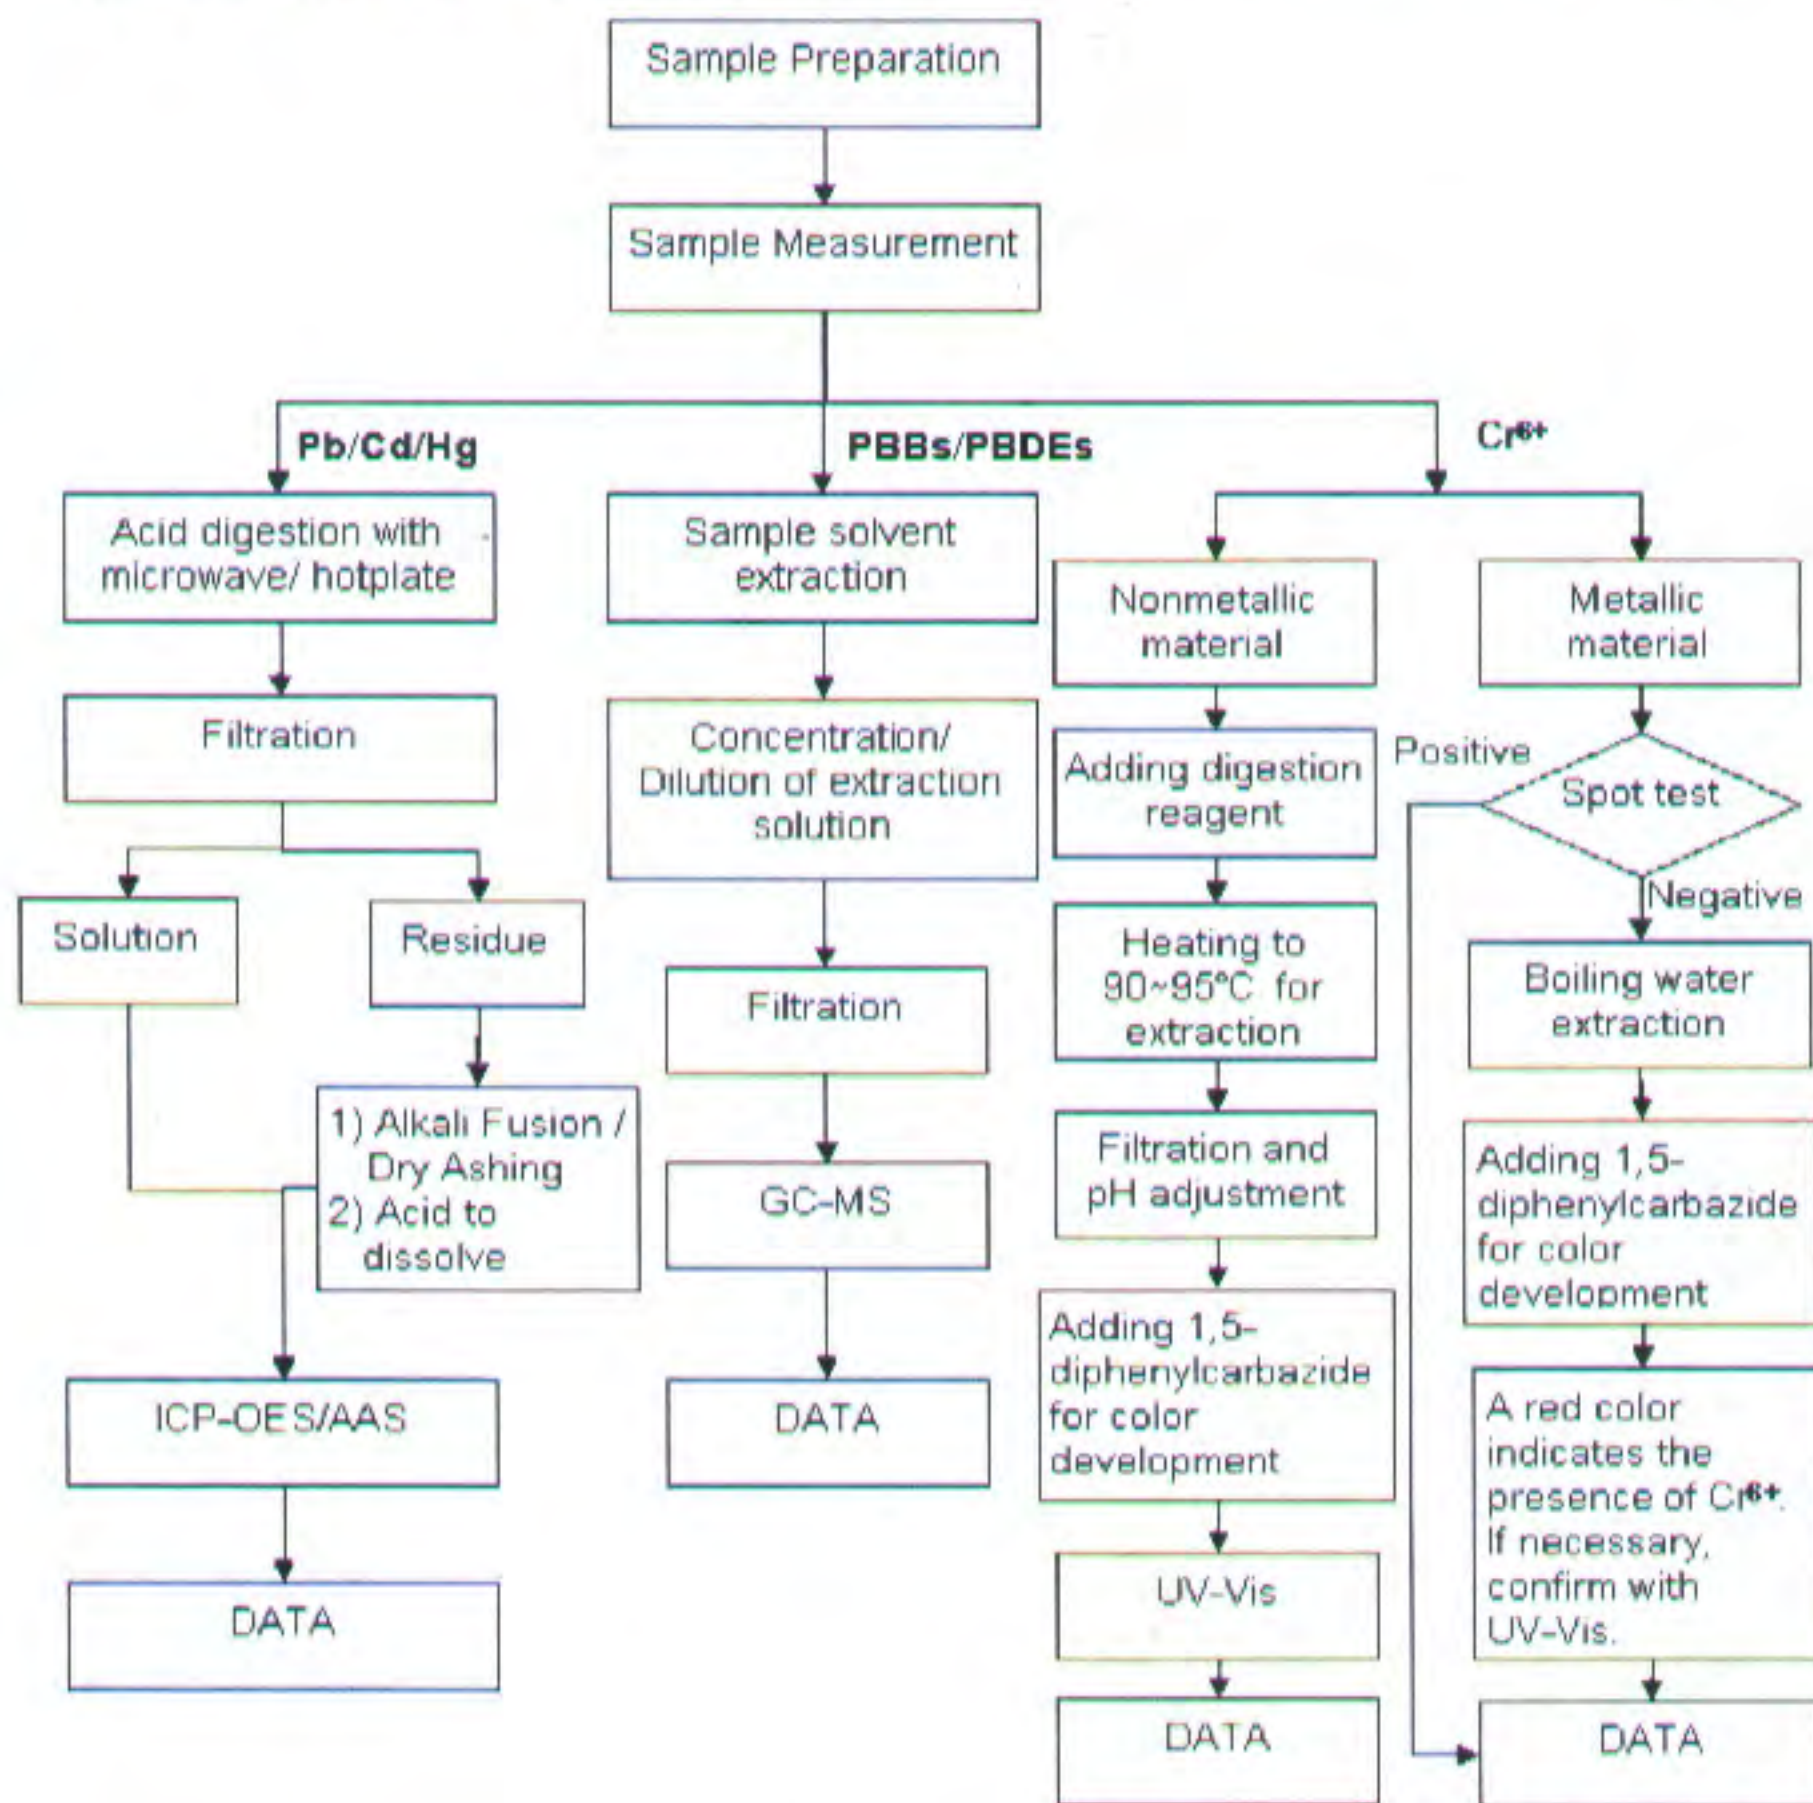 Sample Preparation
Sample Measurement
Pb/Cd/Hg
PBBs/PBDEs
Cr⁶⁺
Acid digestion with
microwave/ hotplate
Filtration
Solution
Residue
1) Alkali Fusion /
Dry Ashing
2) Acid to
dissolve
ICP-OES/AAS
DATA
Sample solvent
extraction
Concentration/
Dilution of extraction
solution
Filtration
GC-MS
DATA
Nonmetallic
material
Adding digestion
reagent
Heating to
90~95°C for
extraction
Filtration and
pH adjustment
Adding 1,5-
diphenylcarbazide
for color
development
UV-Vis
DATA
Metallic
material
Spot test
Positive
Negative
Boiling water
extraction
Adding 1,5-
diphenylcarbazide
for color
development
A red color
indicates the
presence of Cr⁶⁺.
If necessary,
confirm with
UV-Vis.
DATA